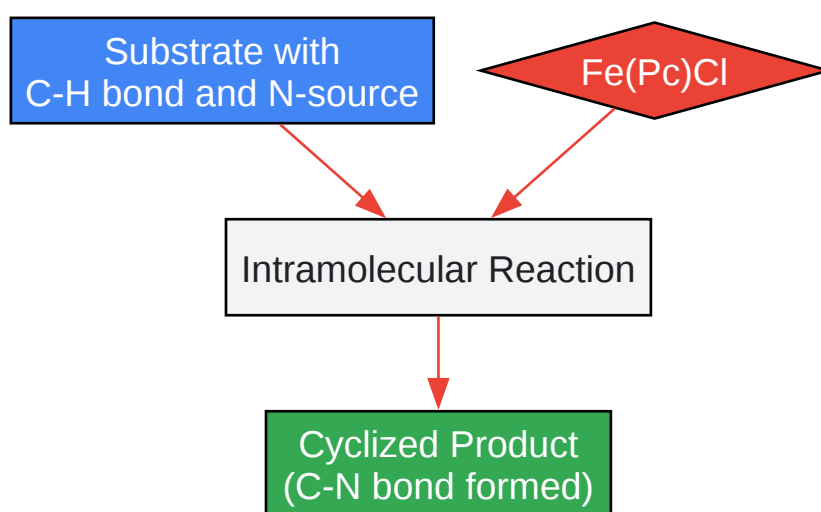 Substrate with
C-H bond and N-source
Fe(Pc)Cl
Intramolecular Reaction
Cyclized Product
(C-N bond formed)